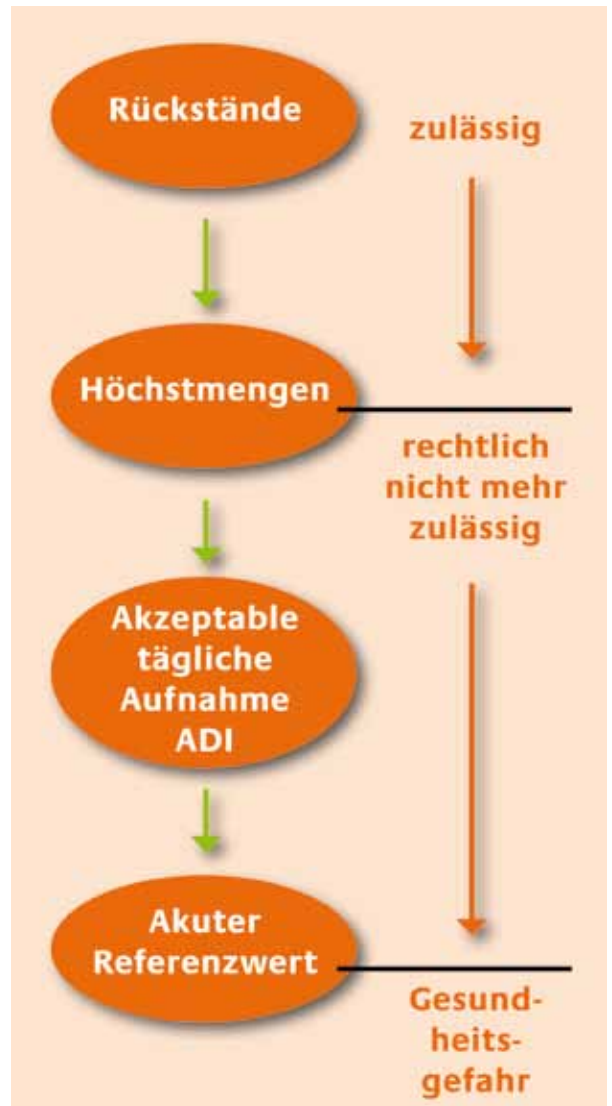 Rückstände
zulässig
Höchstmengen
rechtlich
nicht mehr
zulässig
Akzeptable
tägliche
Aufnahme
ADI
Akuter
Referenzwert
Gesund-
heits-
gefahr